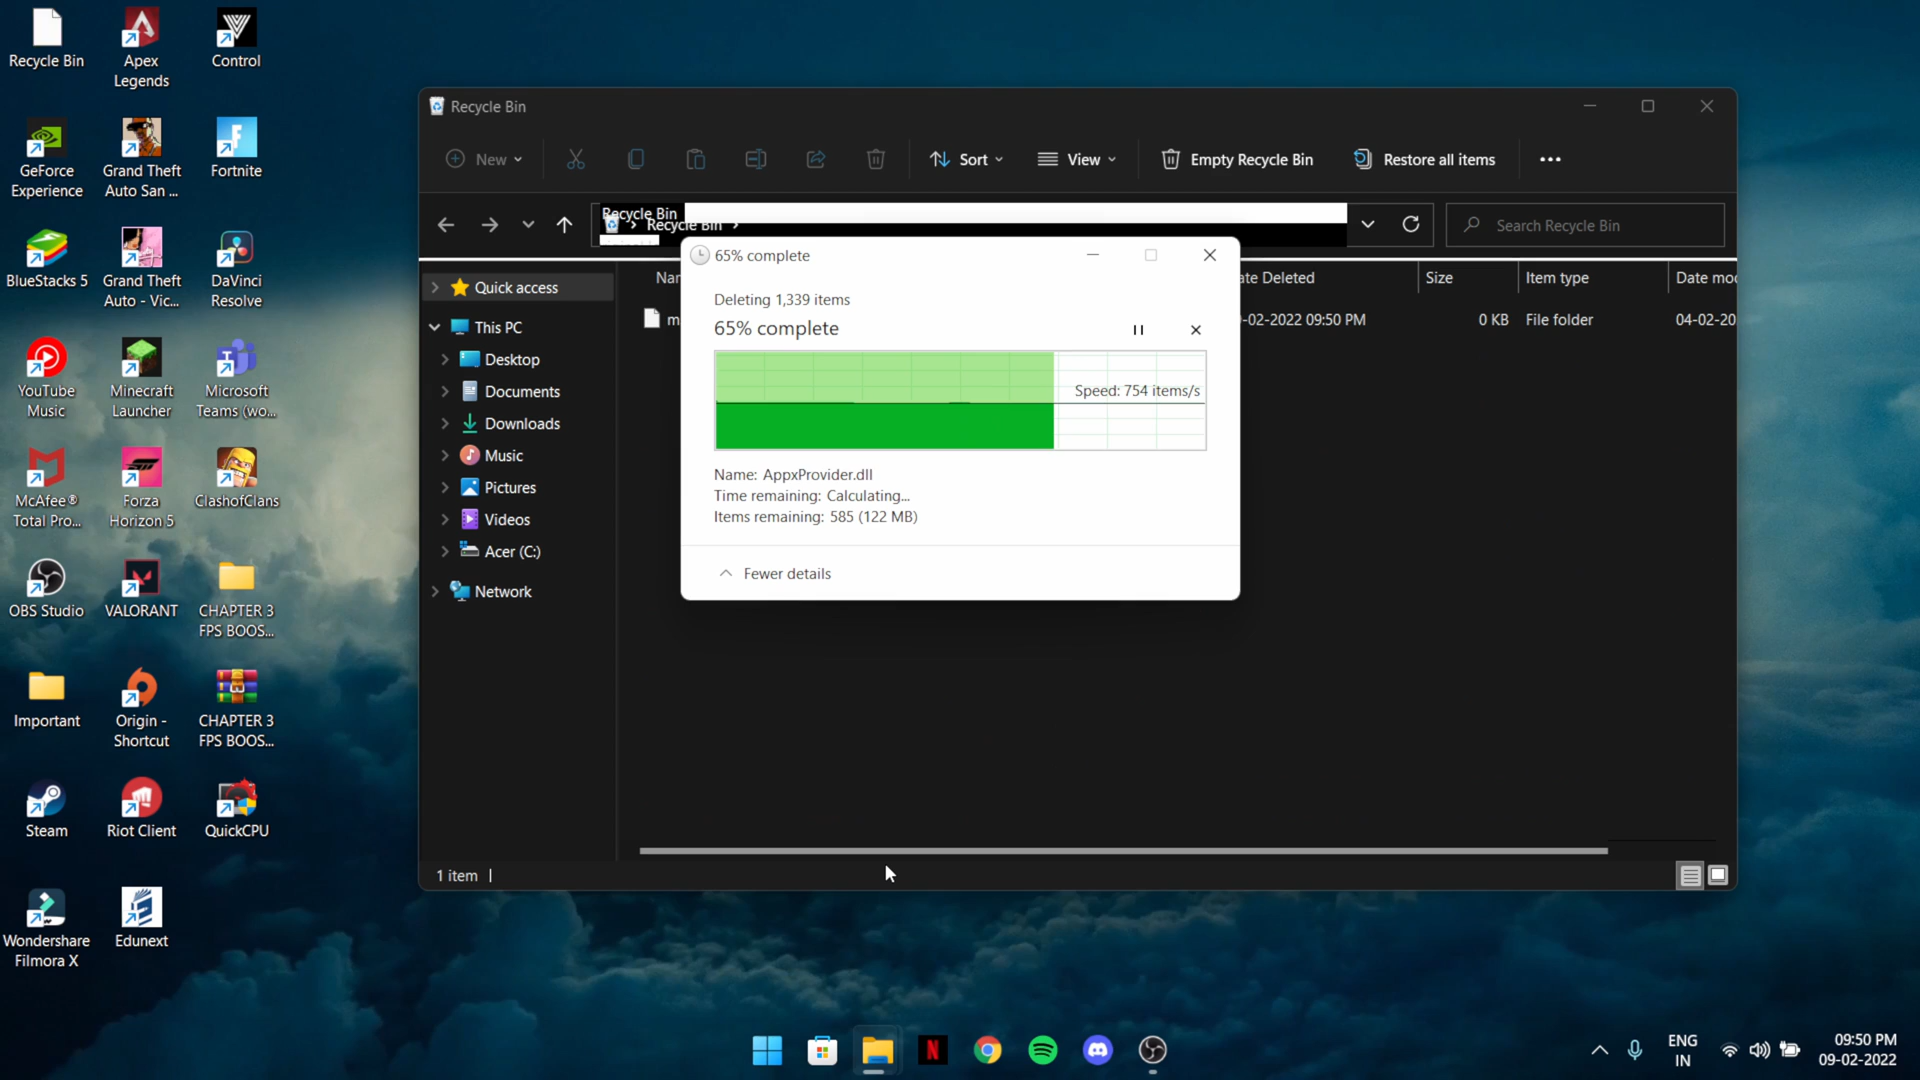 Recycle Bin
Apex
Legends
Control
GeForce
Experience
Grand Theft
Auto San ...
Fortnite
BlueStacks 5
Grand Theft
Auto - Vic...
DaVinci
Resolve
YouTube
Music
Minecraft
Launcher
Microsoft
Teams (wo...
McAfee®
Total Pro...
Forza
Horizon 5
ClashofClans
OBS Studio
VALORANT
CHAPTER 3
FPS BOOS...
Important
Origin -
Shortcut
CHAPTER 3
FPS BOOS...
Steam
Riot Client
QuickCPU
Wondershare
Filmora X
Edunext
Recycle Bin
New
Sort
View
Empty Recycle Bin
Restore all items
Recycle Bin
Recycle Bin
Search Recycle Bin
Quick access
This PC
Desktop
Documents
Downloads
Music
Pictures
Videos
Acer (C:)
Network
ate Deleted
Size
Item type
-02-2022 09:50 PM
0 KB
File folder
04-02-20
65% complete
Deleting 1,339 items
65% complete
Speed: 754 items/s
Name: AppxProvider.dll
Time remaining: Calculating...
Items remaining: 585 (122 MB)
Fewer details
1 item
ENG
IN
09:50 PM
09-02-2022